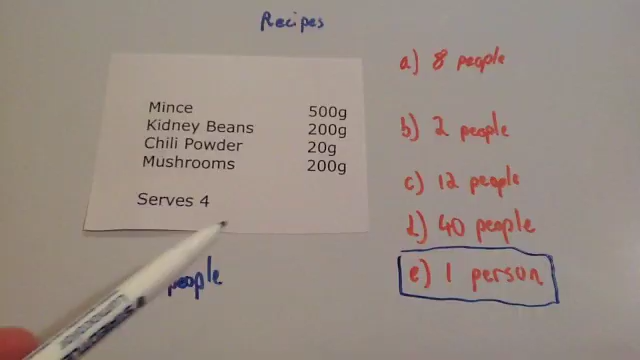 Recipes
Mince 500g
Kidney Beans 200g
Chili Powder 20g
Mushrooms 200g
Serves 4
people
a) 8 people
b) 2 people
c) 12 people
d) 40 people
e) 1 person